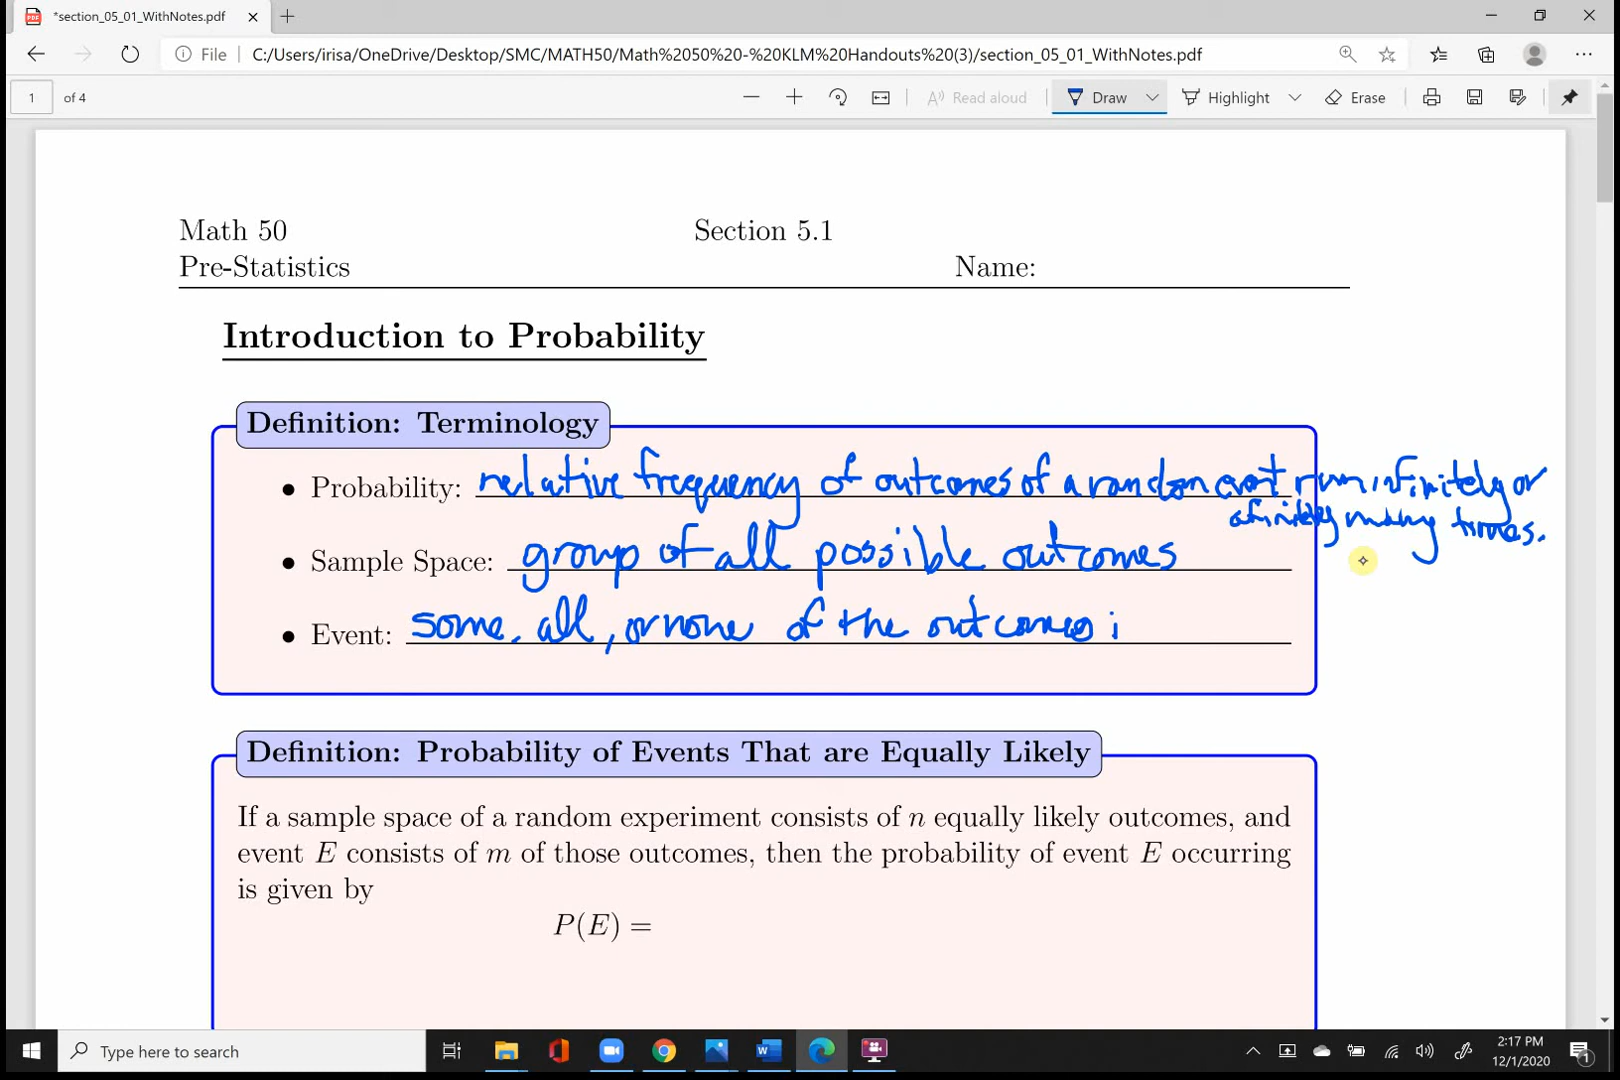 *section_05_01_WithNotes.pdf
File C:/Users/irisa/OneDrive/Desktop/SMC/MATH50/Math%2050%20-%20KLM%20Handouts%20(3)/section_05_01_WithNotes.pdf
1 of 4 Read aloud Draw Highlight Erase
Math 50 Section 5.1
Pre-Statistics Name:
Introduction to Probability
Definition: Terminology
• Probability: relative frequency of outcomes of a random event run infinitely or
many times.
• Sample Space: group of all possible outcomes
• Event: some, all, or none of the outcomes i
Definition: Probability of Events That are Equally Likely
If a sample space of a random experiment consists of n equally likely outcomes, and
event E consists of m of those outcomes, then the probability of event E occurring
is given by
P(E) =
Type here to search
2:17 PM
12/1/2020
1